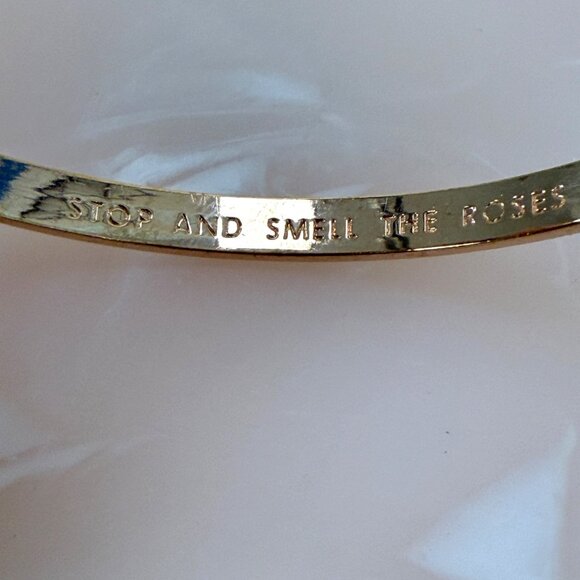 STOP AND SMELL THE ROSES